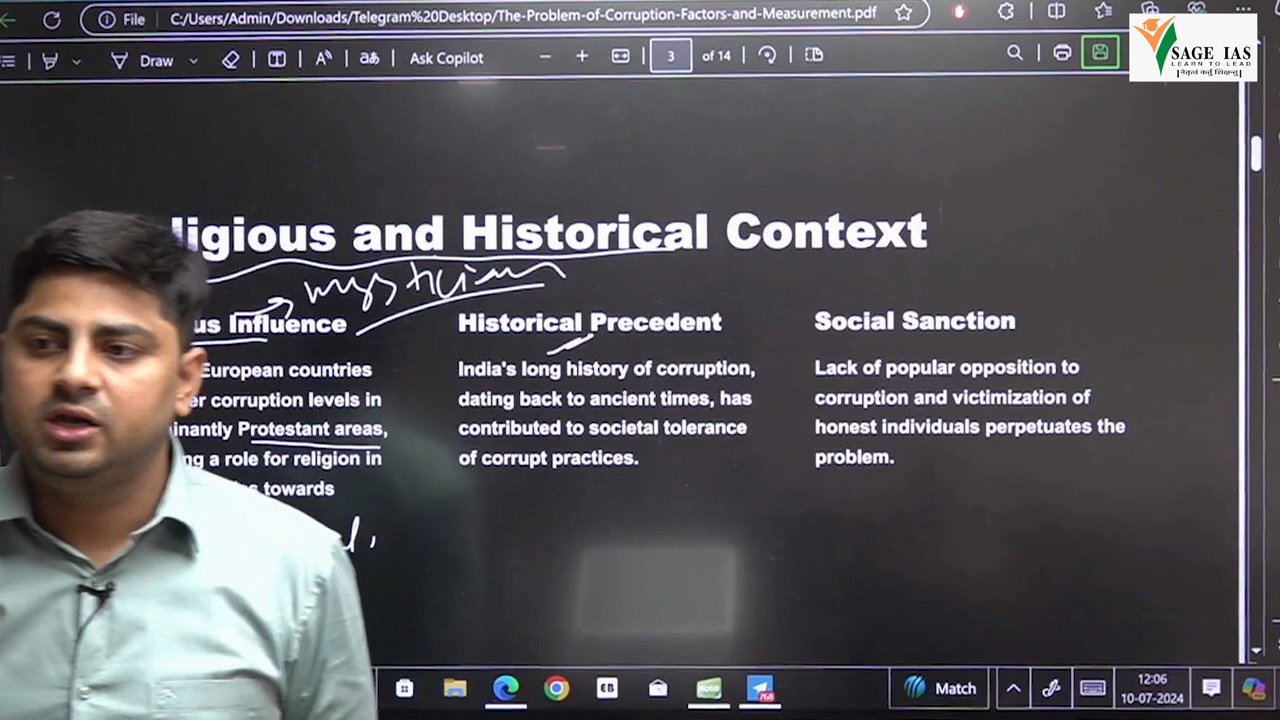 File
C:/Users/Admin/Downloads/Telegram%20Desktop/The-Problem-of-Corruption-Factors-and-Measurement.pdf
Draw
Ask Copilot
3 of 14
SAGE IAS
LEARN TO LEAD
ligious and Historical Context
mysticism
us Influence
European countries
er corruption levels in
inantly Protestant areas,
ng a role for religion in
towards
Historical Precedent
India's long history of corruption,
dating back to ancient times, has
contributed to societal tolerance
of corrupt practices.
Social Sanction
Lack of popular opposition to
corruption and victimization of
honest individuals perpetuates the
problem.
Match
12:06
10-07-2024